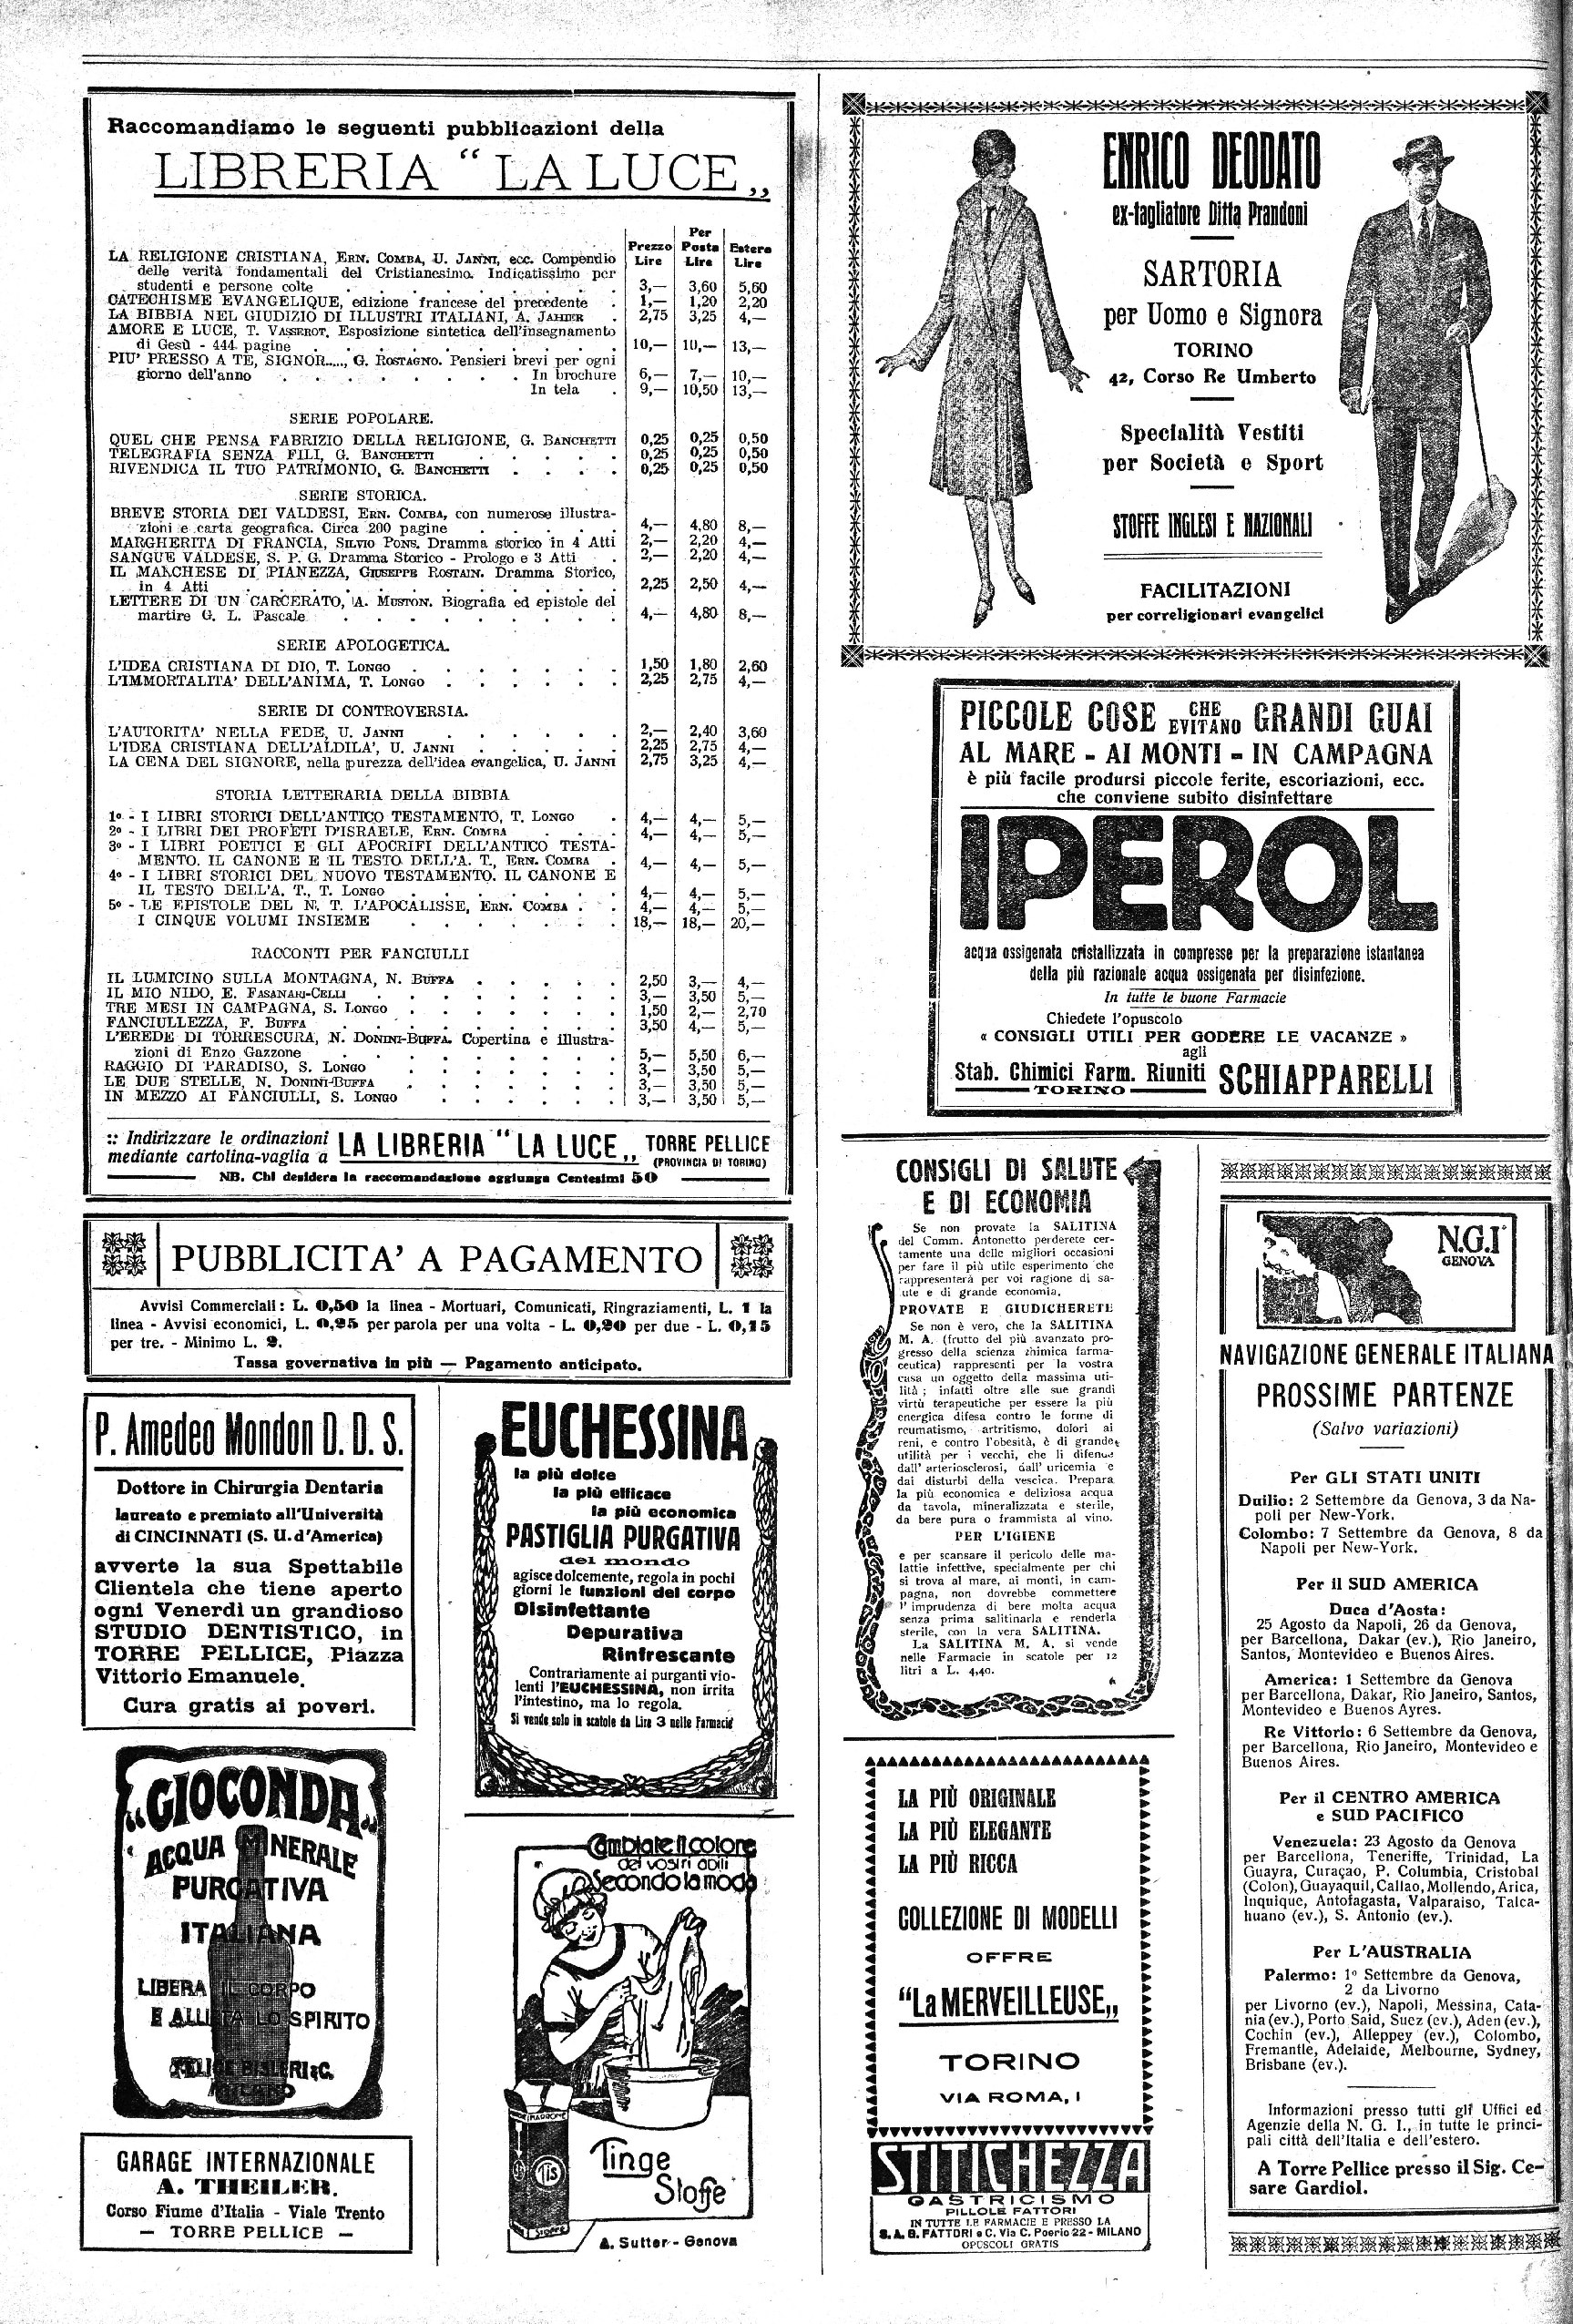 Raccomandiamo le seguenti pubblicazioni della
LIBRERIA “ LA LUCE „
Prezzo Lire | Per Posta Lire | Estero Lire
LA RELIGIONE CRISTIANA, ERN. COMBA, U. JANNI, ecc. Compendio
delle verità fondamentali del Cristianesimo. Indicatissimo per
studenti e persone colte 3,— 3,60 5,60
CATECHISME EVANGELIQUE, edizione francese del precedente . 1,— 1,20 2,20
LA BIBBIA NEL GIUDIZIO DI ILLUSTRI ITALIANI, A. JAHIER . 2,75 3,25 4,—
AMORE E LUCE, T. VASSEROT. Esposizione sintetica dell'insegnamento
di Gesù - 444 pagine 10,— 10,— 13,—
PIU' PRESSO A TE, SIGNOR....., G. ROSTAGNO. Pensieri brevi per ogni
giorno dell'anno . In brochure 6,— 7,— 10,—
In tela . 9,— 10,50 13,—
SERIE POPOLARE.
QUEL CHE PENSA FABRIZIO DELLA RELIGIONE, G. BANCHETTI 0,25 0,25 0,50
TELEGRAFIA SENZA FILI, G. BANCHETTI 0,25 0,25 0,50
RIVENDICA IL TUO PATRIMONIO, G. BANCHETTI 0,25 0,25 0,50
SERIE STORICA.
BREVE STORIA DEI VALDESI, ERN. COMBA, con numerose illustra-
zioni e carta geografica. Circa 200 pagine 4,— 4,80 8,—
MARGHERITA DI FRANCIA, SILVIO PONS. Dramma storico in 4 Atti 2,— 2,20 4,—
SANGUE VALDESE, S. P. G. Dramma Storico - Prologo e 3 Atti . 2,— 2,20 4,—
IL MARCHESE DI PIANEZZA, GIUSEPPE ROSTAIN. Dramma Storico,
in 4 Atti 2,25 2,50 4,—
LETTERE DI UN CARCERATO, A. MUSTON. Biografia ed epistole del
martire G. L. Pascale 4,— 4,80 8,—
SERIE APOLOGETICA.
L'IDEA CRISTIANA DI DIO, T. LONGO 1,50 1,80 2,60
L'IMMORTALITA' DELL'ANIMA, T. LONGO 2,25 2,75 4,—
SERIE DI CONTROVERSIA.
L'AUTORITA' NELLA FEDE, U. JANNI 2,— 2,40 3,60
L'IDEA CRISTIANA DELL'ALDILA', U. JANNI 2,25 2,75 4,—
LA CENA DEL SIGNORE, nella purezza dell'idea evangelica, U. JANNI 2,75 3,25 4,—
STORIA LETTERARIA DELLA BIBBIA
1º - I LIBRI STORICI DELL'ANTICO TESTAMENTO, T. LONGO . 4,— 4,— 5,—
2º - I LIBRI DEI PROFETI D'ISRAELE, ERN. COMBA 4,— 4,— 5,—
3º - I LIBRI POETICI E GLI APOCRIFI DELL'ANTICO TESTA-
MENTO. IL CANONE E IL TESTO DELL'A. T., ERN. COMBA . 4,— 4,— 5,—
4º - I LIBRI STORICI DEL NUOVO TESTAMENTO. IL CANONE E
IL TESTO DELL'A. T., T. LONGO 4,— 4,— 5,—
5º - LE EPISTOLE DEL N. T. L'APOCALISSE, ERN. COMBA . 4,— 4,— 5,—
I CINQUE VOLUMI INSIEME 18,— 18,— 20,—
RACCONTI PER FANCIULLI
IL LUMICINO SULLA MONTAGNA, N. BUFFA 2,50 3,— 4,—
IL MIO NIDO, E. FASANARI-CELLI 3,— 3,50 5,—
TRE MESI IN CAMPAGNA, S. LONGO 1,50 2,— 2,70
FANCIULLEZZA, F. BUFFA 3,50 4,— 5,—
L'EREDE DI TORRESCURA, N. DONINI-BUFFA. Copertina e illustra-
zioni di Enzo Gazzone 5,— 5,50 6,—
RAGGIO DI PARADISO, S. LONGO 3,— 3,50 5,—
LE DUE STELLE, N. DONINI-BUFFA 3,— 3,50 5,—
IN MEZZO AI FANCIULLI, S. LONGO 3,— 3,50 5,—
:: Indirizzare le ordinazioni
mediante cartolina-vaglia a LA LIBRERIA “ LA LUCE „ TORRE PELLICE
(PROVINCIA DI TORINO)
NB. Chi desidera la raccomandazione aggiunga Centesimi 50
PUBBLICITA' A PAGAMENTO
Avvisi Commerciali: L. 0,50 la linea - Mortuari, Comunicati, Ringraziamenti, L. 1 la
linea - Avvisi economici, L. 0,25 per parola per una volta - L. 0,20 per due - L. 0,15
per tre. - Minimo L. 2.
Tassa governativa in più — Pagamento anticipato.
P. Amedeo Mondon D. D. S.
Dottore in Chirurgia Dentaria
laureato e premiato all'Università
di CINCINNATI (S. U. d'America)
avverte la sua Spettabile
Clientela che tiene aperto
ogni Venerdì un grandioso
STUDIO DENTISTICO, in
TORRE PELLICE, Piazza
Vittorio Emanuele.
Cura gratis ai poveri.
“GIOCONDA„
ACQUA MINERALE
PURGATIVA
ITALIANA
LIBERA IL CORPO
E ALLIETA LO SPIRITO
FELICE BISLERI & C.
MILANO
GARAGE INTERNAZIONALE
A. THEILER.
Corso Fiume d'Italia - Viale Trento
— TORRE PELLICE —
EUCHESSINA
la più dolce
la più efficace
la più economica
PASTIGLIA PURGATIVA
del mondo
agisce dolcemente, regola in pochi
giorni le funzioni del corpo
Disinfettante
Depurativa
Rinfrescante
Contrariamente ai purganti vio-
lenti l'EUCHESSINA, non irrita
l'intestino, ma lo regola.
Si vende solo in scatole da Lire 3 nelle Farmacie
Cambiate il colore
dei vostri abiti
Secondo la moda
MARRONE
Tis
Tinge
Stoffe
A. Sutter - Genova
ENRICO DEODATO
ex-tagliatore Ditta Prandoni
SARTORIA
per Uomo e Signora
TORINO
42, Corso Re Umberto
Specialità Vestiti
per Società e Sport
STOFFE INGLESI E NAZIONALI
FACILITAZIONI
per correligionari evangelici
PICCOLE COSE CHE EVITANO GRANDI GUAI
AL MARE - AI MONTI - IN CAMPAGNA
è più facile prodursi piccole ferite, escoriazioni, ecc.
che conviene subito disinfettare
IPEROL
acqua ossigenata cristallizzata in compresse per la preparazione istantanea
della più razionale acqua ossigenata per disinfezione.
In tutte le buone Farmacie
Chiedete l'opuscolo
« CONSIGLI UTILI PER GODERE LE VACANZE »
agli
Stab. Chimici Farm. Riuniti SCHIAPPARELLI
TORINO
CONSIGLI DI SALUTE
E DI ECONOMIA
Se non provate la SALITINA
del Comm. Antonetto perderete cer-
tamente una delle migliori occasioni
per fare il più utile esperimento che
rappresenterà per voi ragione di sa-
ute e di grande economia.
PROVATE E GIUDICHERETE
Se non è vero, che la SALITINA
M. A. (frutto del più avanzato pro-
gresso della scienza chimica farma-
ceutica) rappresenti per la vostra
casa un oggetto della massima uti-
lità ; infatti oltre alle sue grandi
virtù terapeutiche per essere la più
energica difesa contro le forme di
reumatismo, artritismo, dolori ai
reni, e contro l'obesità, è di grande
utilità per i vecchi, che li difende
dall' arteriosclerosi, dall' uricemia e
dai disturbi della vescica. Prepara
la più economica e deliziosa acqua
da tavola, mineralizzata e sterile,
da bere pura o frammista al vino.
PER L'IGIENE
e per scansare il pericolo delle ma-
lattie infettive, specialmente per chi
si trova al mare, ai monti, in cam-
pagna, non dovrebbe commettere
l' imprudenza di bere molta acqua
senza prima salitinarla e renderla
sterile, con la vera SALITINA.
La SALITINA M. A. si vende
nelle Farmacie in scatole per 12
litri a L. 4,40.
LA PIÙ ORIGINALE
LA PIÙ ELEGANTE
LA PIÙ RICCA
COLLEZIONE DI MODELLI
OFFRE
“La MERVEILLEUSE„
TORINO
VIA ROMA, 1
STITICHEZZA
GASTRICISMO
PILLOLE FATTORI
IN TUTTE LE FARMACIE E PRESSO LA
S.A.G. FATTORI e C. Via C. Poerio 22 - MILANO
OPUSCOLI GRATIS
N.G.I.
GENOVA
NAVIGAZIONE GENERALE ITALIANA
PROSSIME PARTENZE
(Salvo variazioni)
Per GLI STATI UNITI
Duilio: 2 Settembre da Genova, 3 da Na-
poli per New-York.
Colombo: 7 Settembre da Genova, 8 da
Napoli per New-York.
Per il SUD AMERICA
Duca d'Aosta:
25 Agosto da Napoli, 26 da Genova,
per Barcellona, Dakar (ev.), Rio Janeiro,
Santos, Montevideo e Buenos Aires.
America: 1 Settembre da Genova
per Barcellona, Dakar, Rio Janeiro, Santos,
Montevideo e Buenos Ayres.
Re Vittorio: 6 Settembre da Genova,
per Barcellona, Rio Janeiro, Montevideo e
Buenos Aires.
Per il CENTRO AMERICA
e SUD PACIFICO
Venezuela: 23 Agosto da Genova
per Barcellona, Teneriffe, Trinidad, La
Guayra, Curaçao, P. Columbia, Cristobal
(Colon), Guayaquil, Callao, Mollendo, Arica,
Inquique, Antofagasta, Valparaiso, Talca-
huano (ev.), S. Antonio (ev.).
Per L'AUSTRALIA
Palermo: 1º Settembre da Genova,
2 da Livorno
per Livorno (ev.), Napoli, Messina, Cata-
nia (ev.), Porto Said, Suez (ev.), Aden (ev.),
Cochin (ev.), Alleppey (ev.), Colombo,
Fremantle, Adelaide, Melbourne, Sydney,
Brisbane (ev.).
Informazioni presso tutti gli Uffici ed
Agenzie della N. G. I., in tutte le princi-
pali città dell'Italia e dell'estero.
A Torre Pellice presso il Sig. Ce-
sare Gardiol.